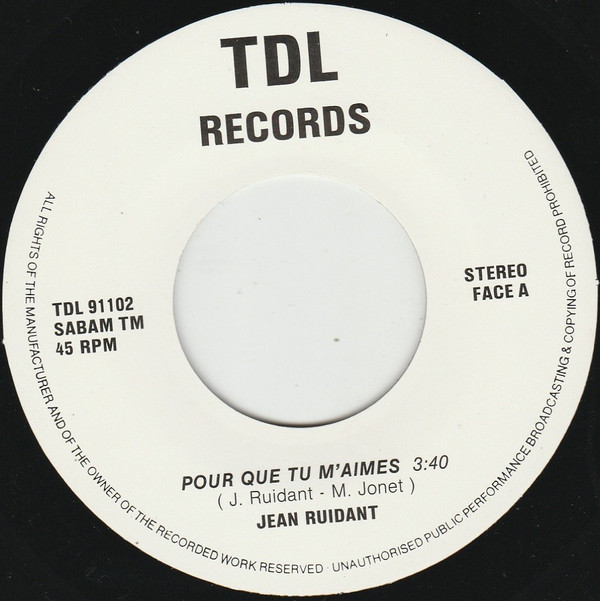 TDL
RECORDS
STEREO
FACE A
TDL 91102
SABAM TM
45 RPM
POUR QUE TU M'AIMES 3:40
( J. Ruidant - M. Jonet )
JEAN RUIDANT
ALL RIGHTS OF THE MANUFACTURER AND OF THE OWNER OF THE RECORDED WORK RESERVED · UNAUTHORISED PUBLIC PERFORMANCE BROADCASTING & COPYING OF RECORD PROHIBITED